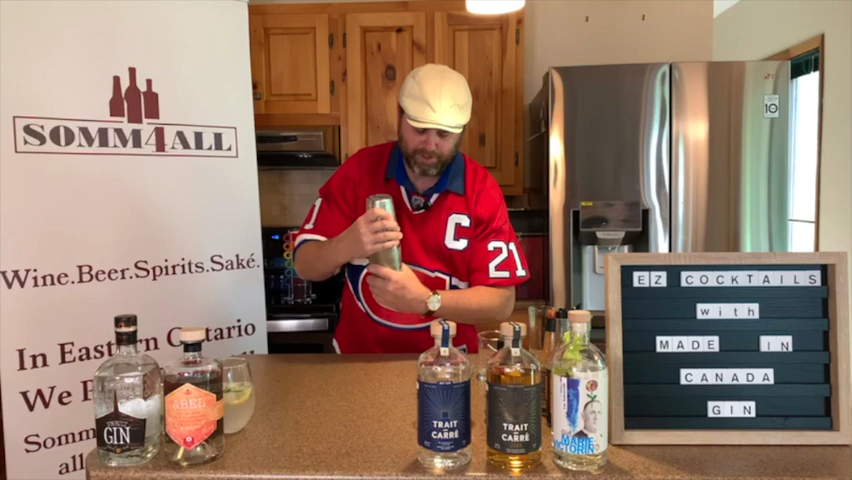 SOMM4ALL
Wine.Beer.Spirits.Saké.
In Eastern Ontario
We
Somm
all
GIN
ABEL
C
21
21
TRAIT
CARRÉ
TRAIT
CARRÉ
MARIE
VICTORIN
10
EZ COCKTAILS
with
MADE IN
CANADA
GIN